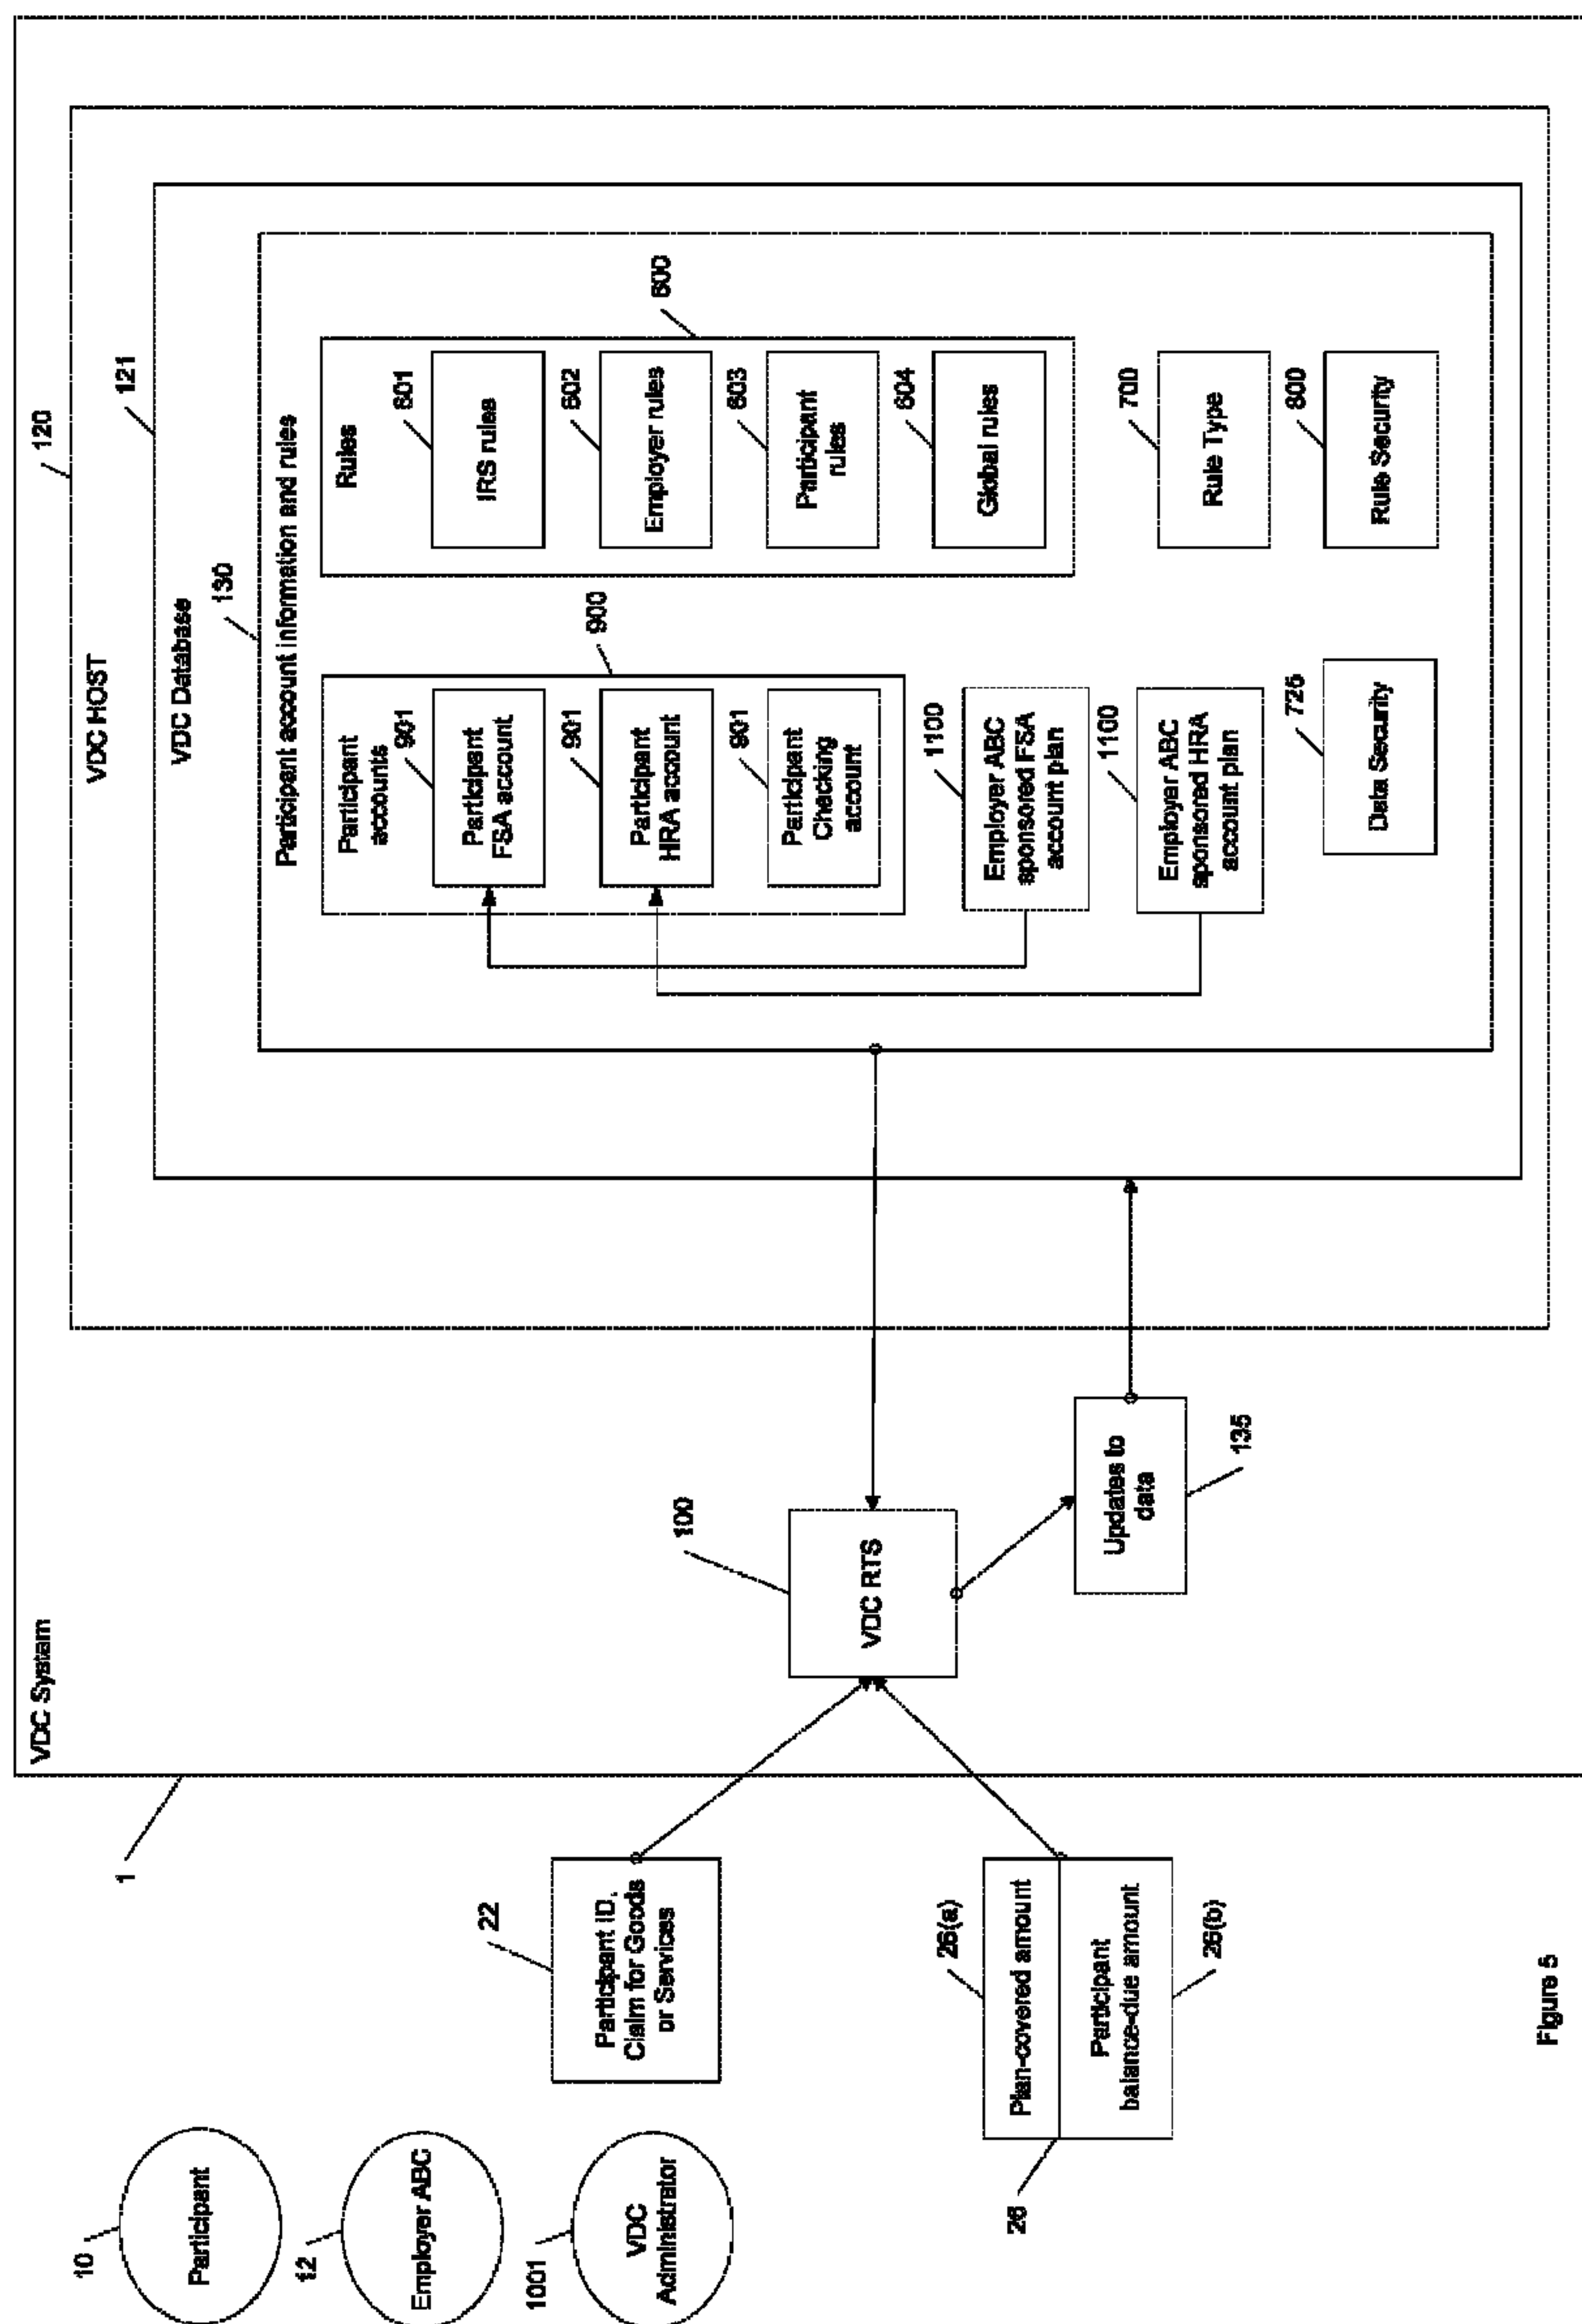 VDC System
1
10
Participant
12
Employer ABC
1001
VDC
Administrator
22
Participant ID,
Claim for Goods
or Services
26
26(a)
Plan-covered amount
Participant
balance-due amount
26(b)
100
VDC RTS
Updates to
data
135
120
VDC HOST
121
VDC Database
130
Participant account information and rules
900
Participant
accounts
901
Participant
FSA account
901
Participant
HRA account
901
Participant
Checking
account
1100
Employer ABC
sponsored FSA
account plan
1100
Employer ABC
sponsored HRA
account plan
725
Data Security
600
Rules
601
IRS rules
602
Employer rules
603
Participant
rules
604
Global rules
700
Rule Type
800
Rule Security
Figure 5